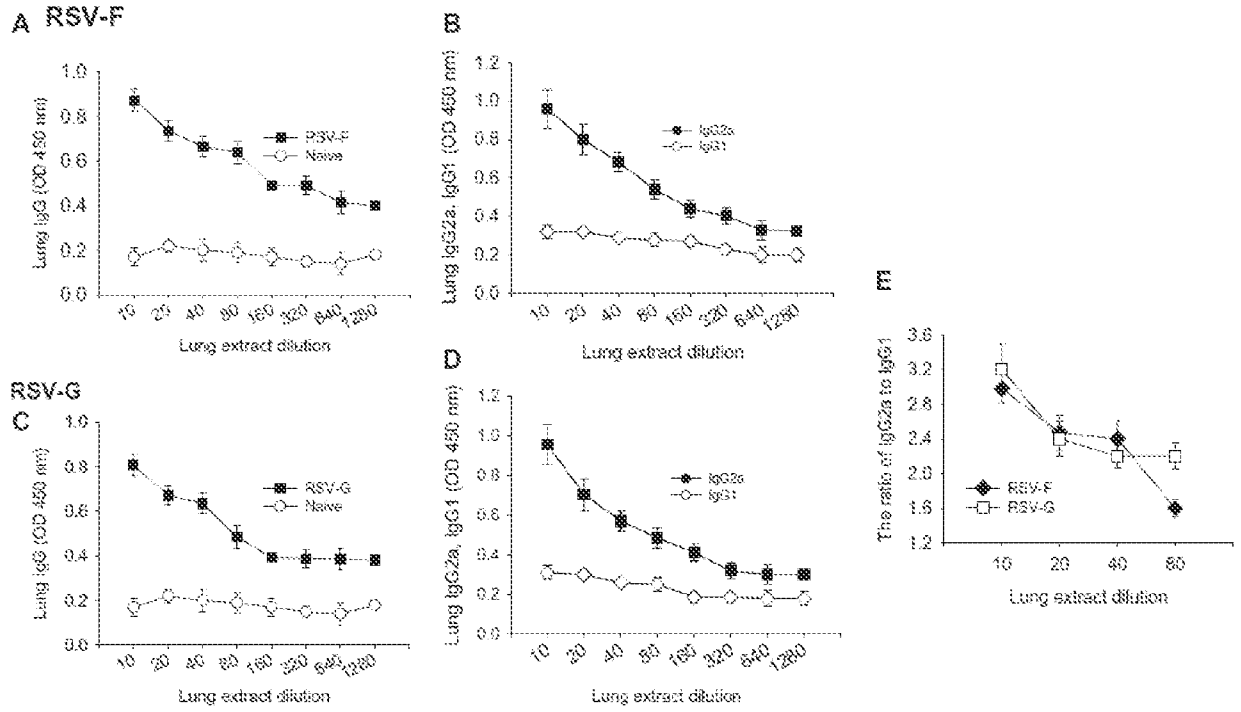 A RSV-F
Lung IgG (OD 450 nm)
1.0
0.8
0.6
0.4
0.2
0.0
RSV-F
Naive
10 20 40 80 160 320 640 1280
Lung extract dilution
B
Lung IgG2a, IgG1 (OD 450 nm)
1.2
1.0
0.8
0.6
0.4
0.2
0.0
IgG2a
IgG1
10 20 40 80 160 320 640 1280
Lung extract dilution
RSV-G
C
Lung IgG (OD 450 nm)
1.0
0.8
0.6
0.4
0.2
0.0
RSV-G
Naive
10 20 40 80 160 320 640 1280
Lung extract dilution
D
Lung IgG2a, IgG1 (OD 450 nm)
1.2
1.0
0.8
0.6
0.4
0.2
0.0
IgG2a
IgG1
10 20 40 80 160 320 640 1280
Lung extract dilution
E
The ratio of IgG2a to IgG1
3.6
3.2
2.8
2.4
2.0
1.6
1.2
RSV-F
RSV-G
10 20 40 80
Lung extract dilution